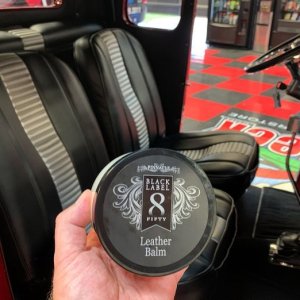 BLACK
LABEL
8
FIFTY
Leather
Balm